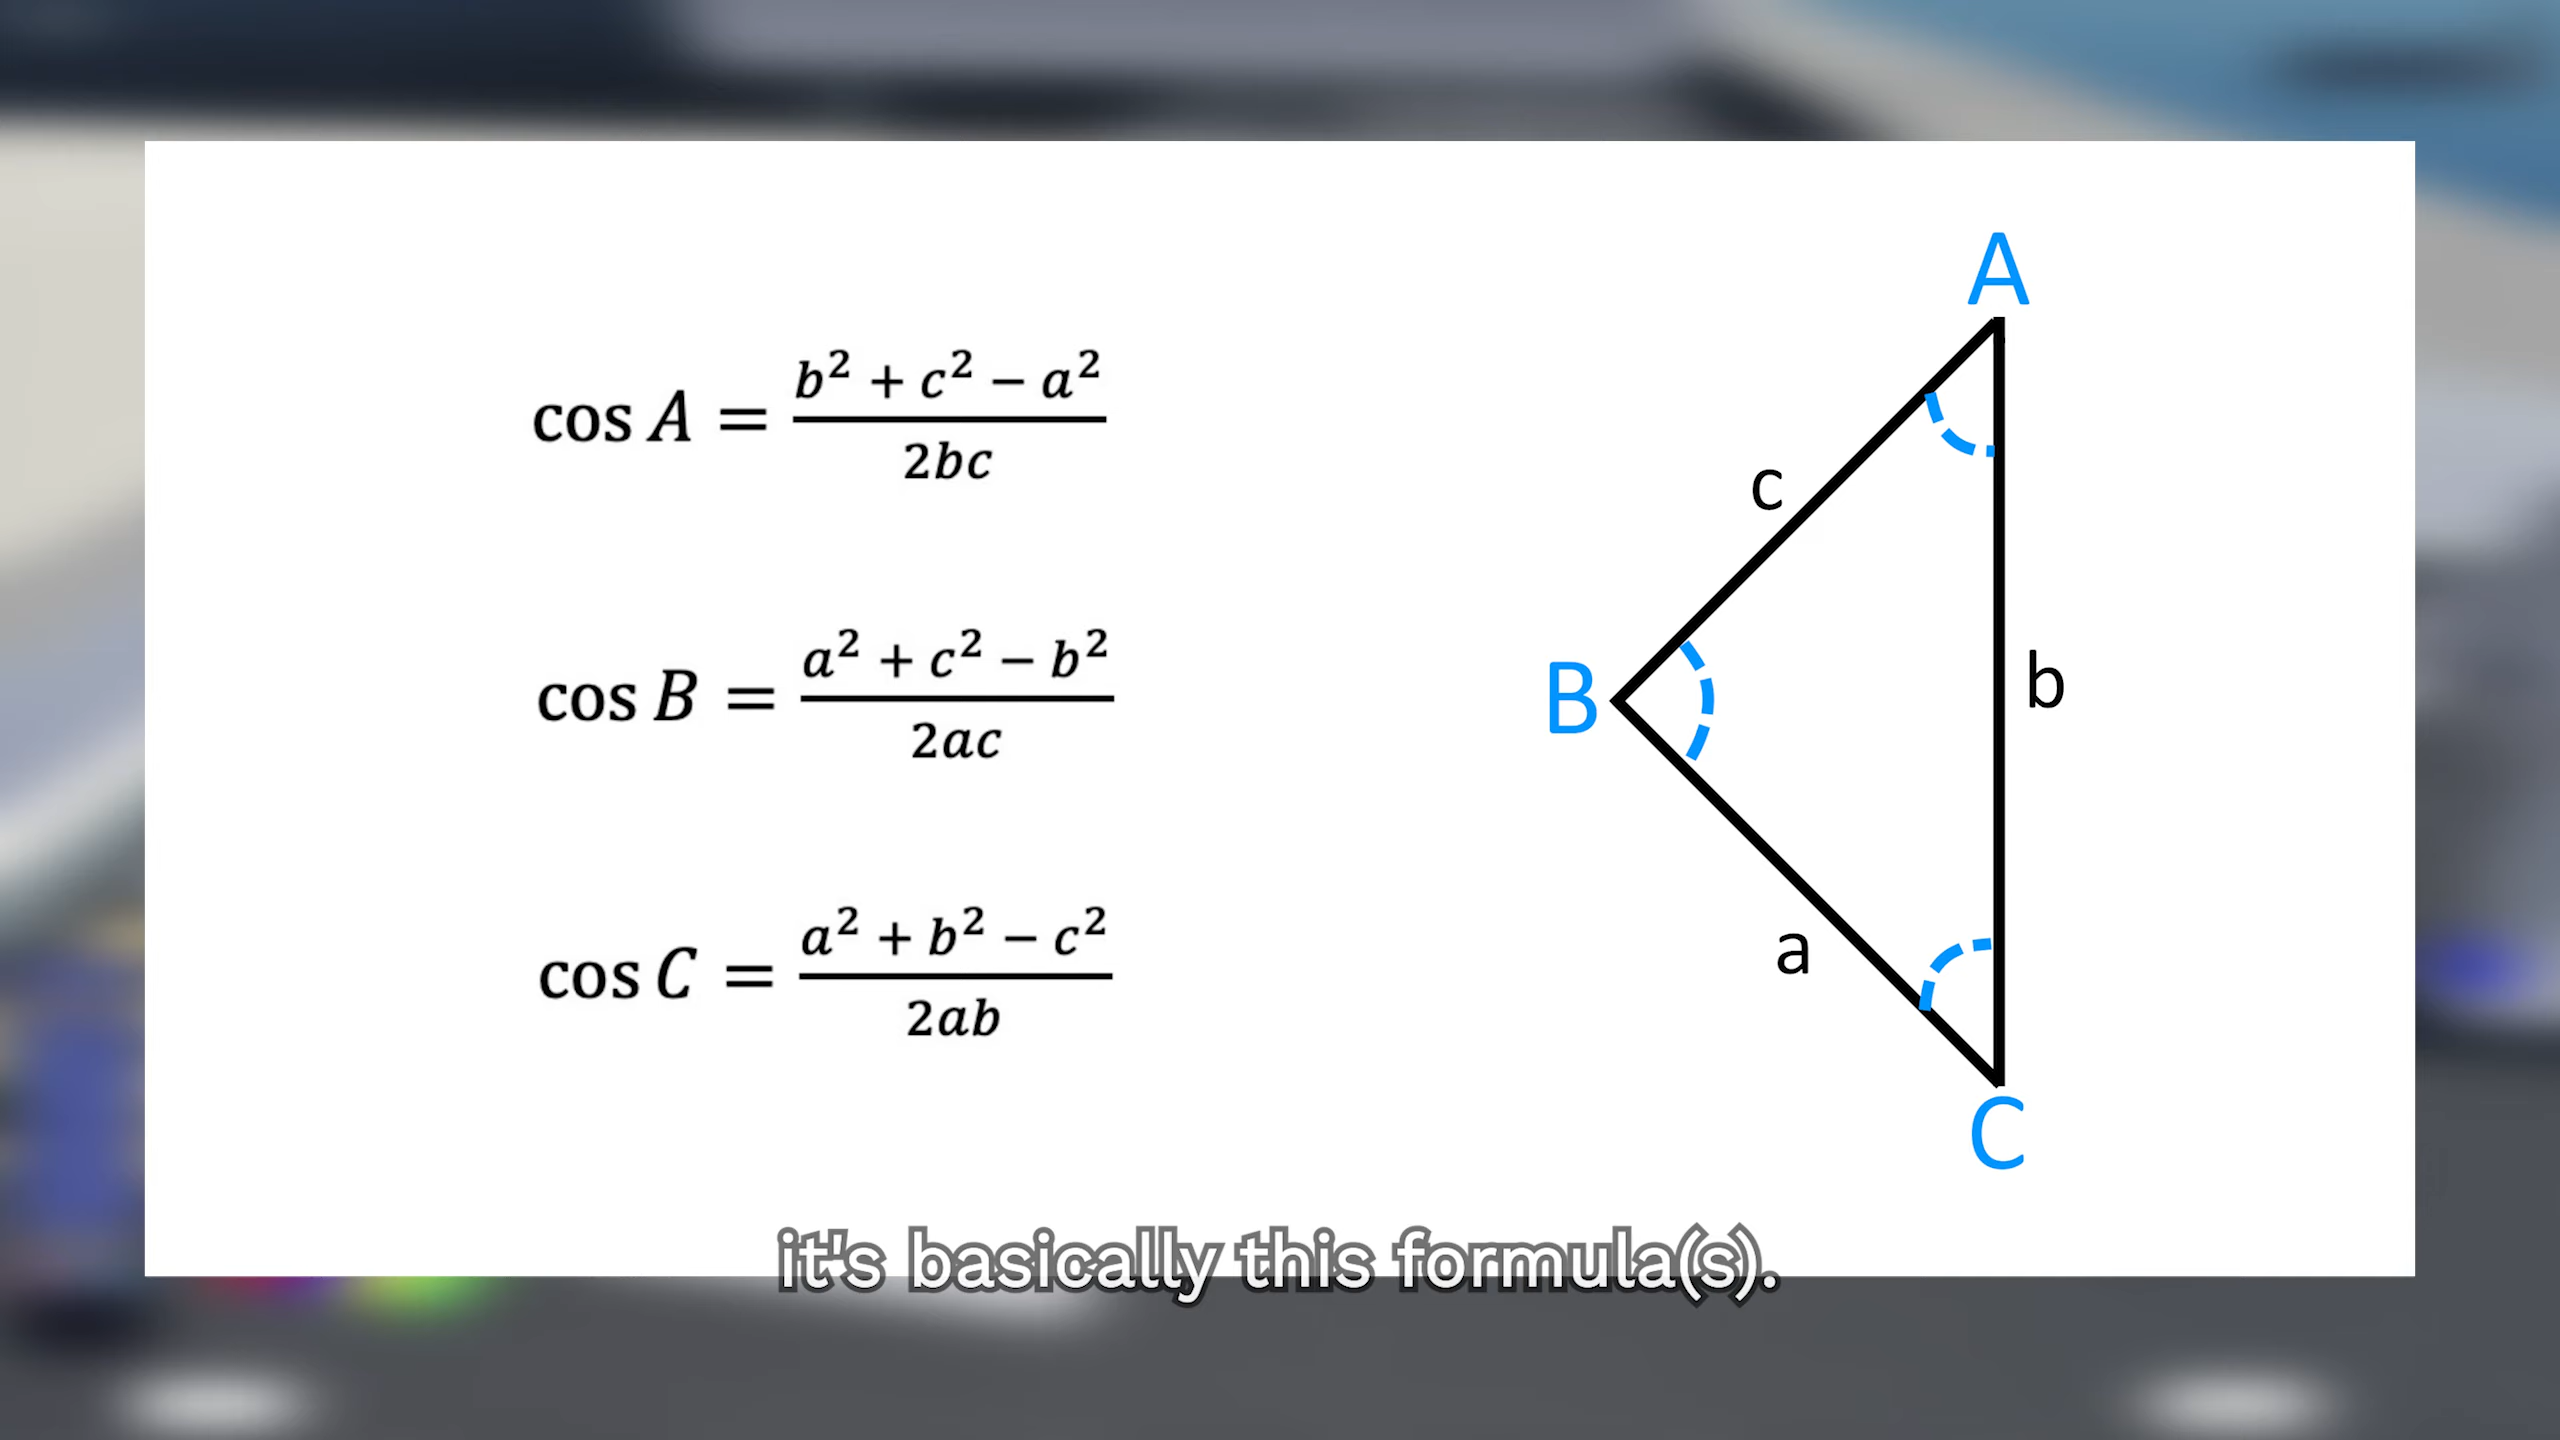 cos A = (b² + c² − a²) / 2bc
cos B = (a² + c² − b²) / 2ac
cos C = (a² + b² − c²) / 2ab
A
c
B
b
a
C
it's basically this formula(s).